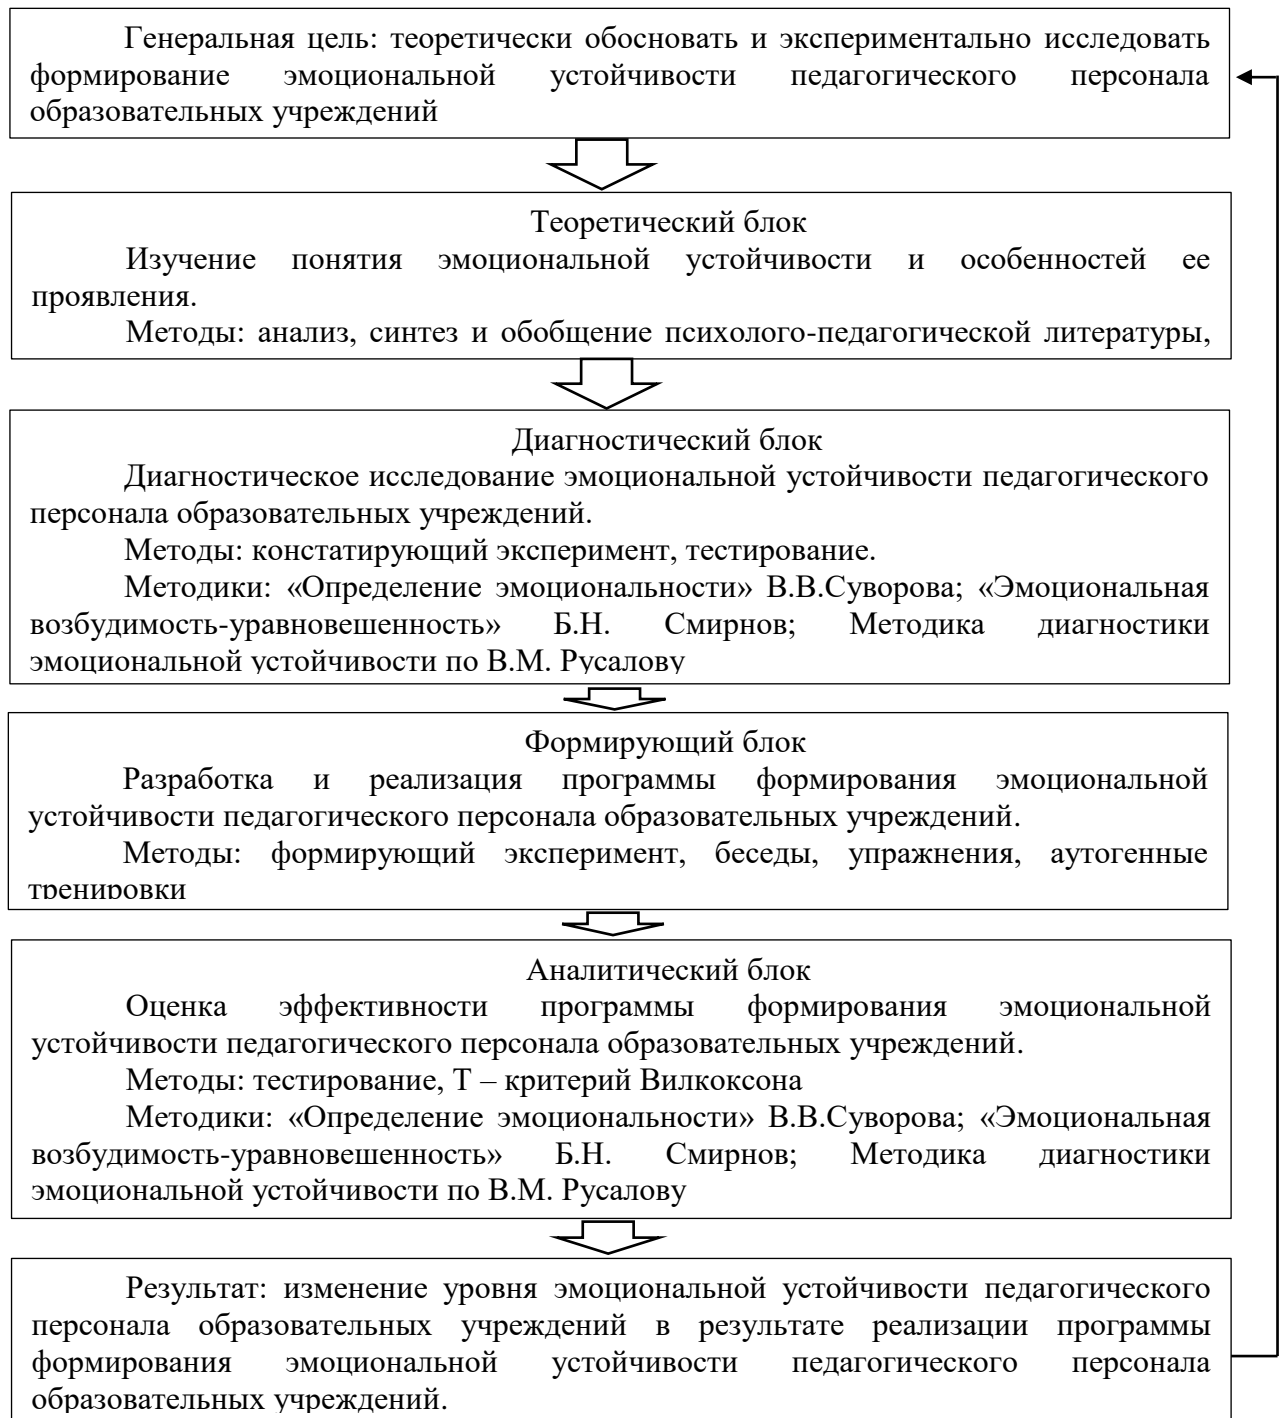 Генеральная цель: теоретически обосновать и экспериментально исследовать
формирование эмоциональной устойчивости педагогического персонала
образовательных учреждений
Теоретический блок
Изучение понятия эмоциональной устойчивости и особенностей ее
проявления.
Методы: анализ, синтез и обобщение психолого-педагогической литературы,
Диагностический блок
Диагностическое исследование эмоциональной устойчивости педагогического
персонала образовательных учреждений.
Методы: констатирующий эксперимент, тестирование.
Методики: «Определение эмоциональности» В.В.Суворова; «Эмоциональная
возбудимость-уравновешенность» Б.Н. Смирнов; Методика диагностики
эмоциональной устойчивости по В.М. Русалову
Формирующий блок
Разработка и реализация программы формирования эмоциональной
устойчивости педагогического персонала образовательных учреждений.
Методы: формирующий эксперимент, беседы, упражнения, аутогенные
тренировки
Аналитический блок
Оценка эффективности программы формирования эмоциональной
устойчивости педагогического персонала образовательных учреждений.
Методы: тестирование, Т – критерий Вилкоксона
Методики: «Определение эмоциональности» В.В.Суворова; «Эмоциональная
возбудимость-уравновешенность» Б.Н. Смирнов; Методика диагностики
эмоциональной устойчивости по В.М. Русалову
Результат: изменение уровня эмоциональной устойчивости педагогического
персонала образовательных учреждений в результате реализации программы
формирования эмоциональной устойчивости педагогического персонала
образовательных учреждений.